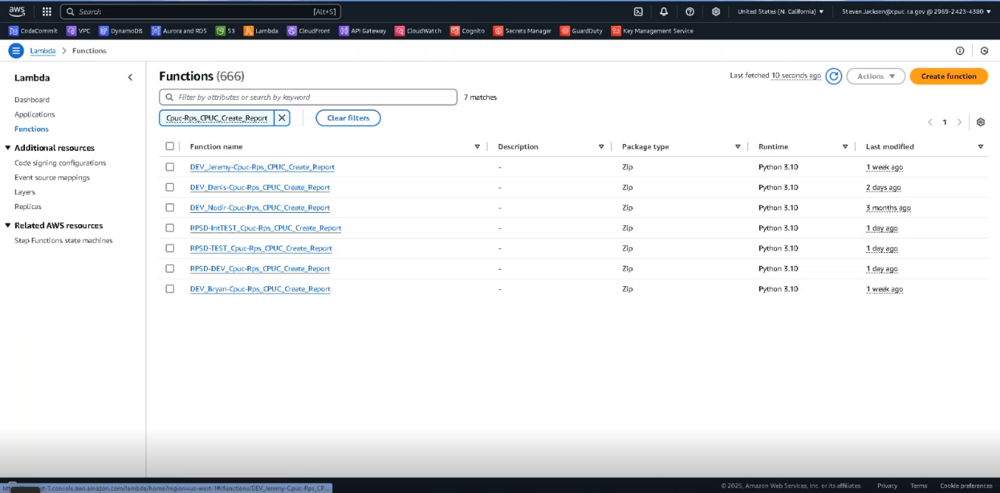 aws Search [Alt+S] United States (N. California) ▼ Steven.Jackson@cpuc.ca.gov @ 2969-2423-4380 ▼
CodeCommit VPC DynamoDB Aurora and RDS S3 Lambda CloudFront API Gateway CloudWatch Cognito Secrets Manager GuardDuty Key Management Service
Lambda > Functions
Lambda
Dashboard
Applications
Functions
▼ Additional resources
Code signing configurations
Event source mappings
Layers
Replicas
▼ Related AWS resources
Step Functions state machines
Functions (666)
Last fetched 10 seconds ago Actions ▼ Create function
Filter by attributes or search by keyword 7 matches
Cpuc-Rps_CPUC_Create_Report X Clear filters
< 1 >
Function name Description Package type Runtime Last modified
DEV_Jeremy-Cpuc-Rps_CPUC_Create_Report - Zip Python 3.10 1 week ago
DEV_Denis-Cpuc-Rps_CPUC_Create_Report - Zip Python 3.10 2 days ago
DEV_Nodir-Cpuc-Rps_CPUC_Create_Report - Zip Python 3.10 3 months ago
RPSD-IntTEST_Cpuc-Rps_CPUC_Create_Report - Zip Python 3.10 1 day ago
RPSD-TEST_Cpuc-Rps_CPUC_Create_Report - Zip Python 3.10 1 day ago
RPSD-DEV_Cpuc-Rps_CPUC_Create_Report - Zip Python 3.10 1 day ago
DEV_Bryan-Cpuc-Rps_CPUC_Create_Report - Zip Python 3.10 1 week ago
st-1.console.aws.amazon.com/lambda/home?region=us-west-1#/functions/DEV_Jeremy-Cpuc-Rps_CP...
© 2025, Amazon Web Services, Inc. or its affiliates. Privacy Terms Cookie preferences